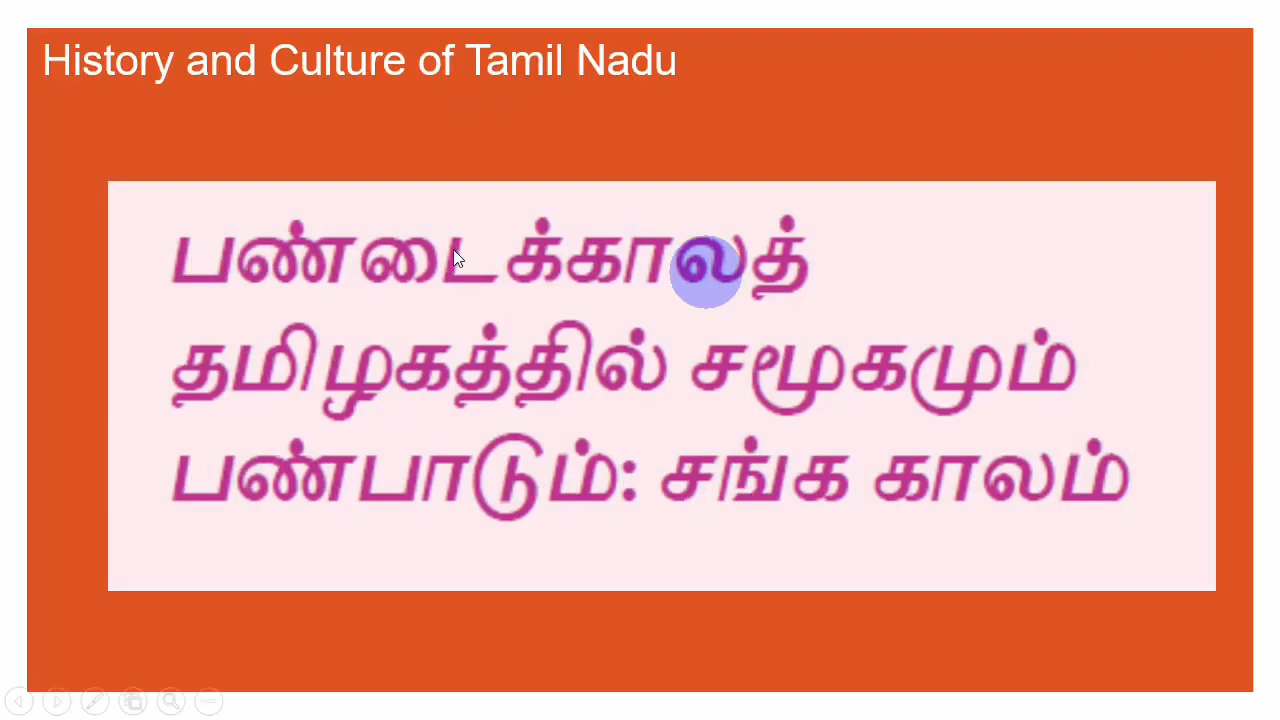 History and Culture of Tamil Nadu
பண்டைக்காலத்
தமிழகத்தில் சமூகமும்
பண்பாடும்: சங்க காலம்